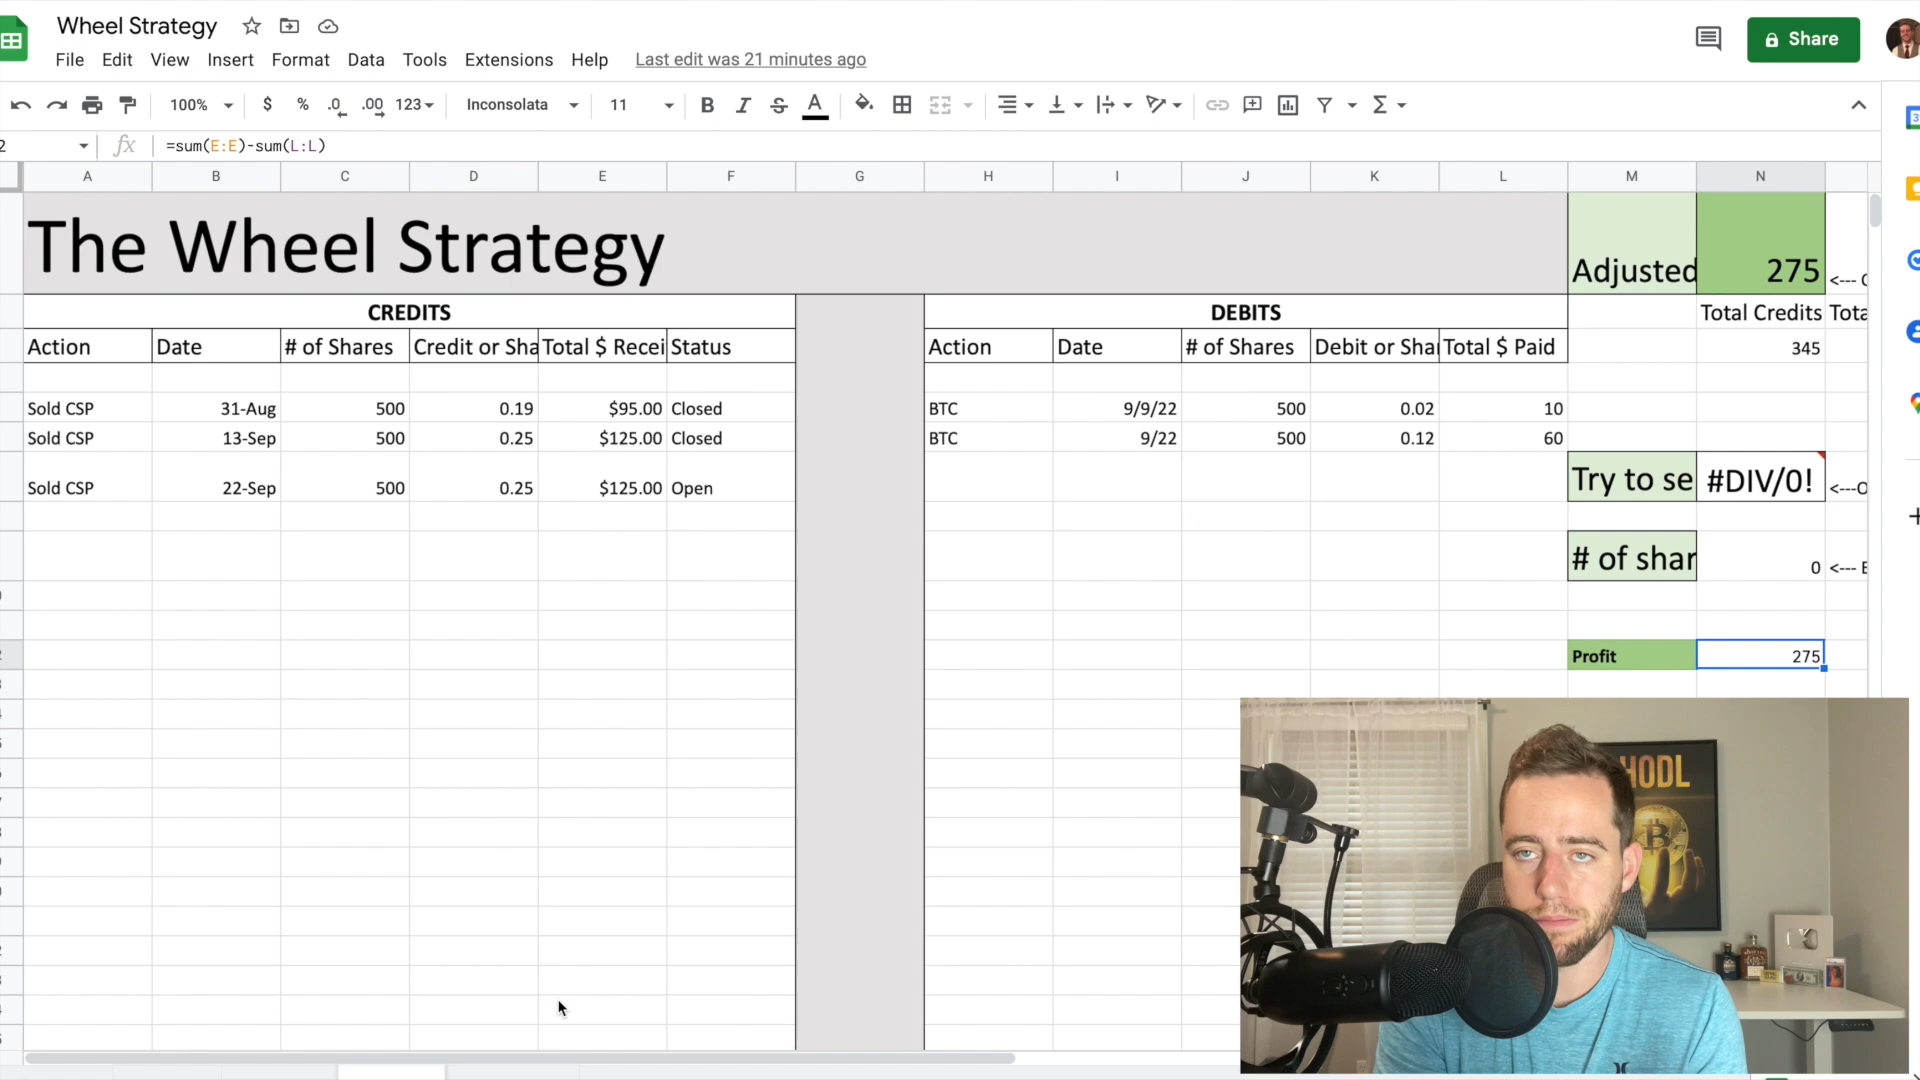 Wheel Strategy
File Edit View Insert Format Data Tools Extensions Help Last edit was 21 minutes ago
Share
100% $ % .0 .00 123 Inconsolata 11 B I S A
2 fx =sum(E:E)-sum(L:L)
A B C D E F G H I J K L M N
The Wheel Strategy Adjusted 275 <---
CREDITS DEBITS Total Credits Tota
Action Date # of Shares Credit or Sha Total $ Recei Status Action Date # of Shares Debit or Shar Total $ Paid 345
Sold CSP 31-Aug 500 0.19 $95.00 Closed BTC 9/9/22 500 0.02 10
Sold CSP 13-Sep 500 0.25 $125.00 Closed BTC 9/22 500 0.12 60
Sold CSP 22-Sep 500 0.25 $125.00 Open Try to se #DIV/0! <---O
# of shar 0 <--- E
Profit 275
HODL